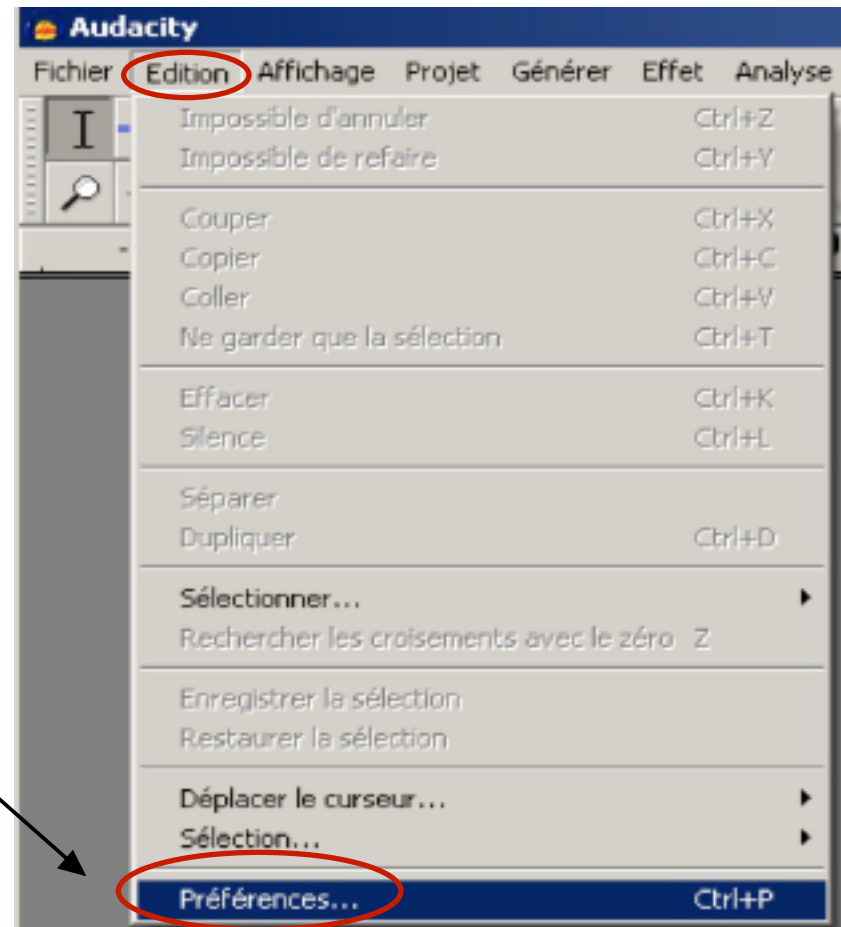 Audacity
Fichier Edition Affichage Projet Générer Effet Analyse
Impossible d'annuler Ctrl+Z
Impossible de refaire Ctrl+Y
Couper Ctrl+X
Copier Ctrl+C
Coller Ctrl+V
Ne garder que la sélection Ctrl+T
Effacer Ctrl+K
Silence Ctrl+L
Séparer
Dupliquer Ctrl+D
Sélectionner...
Rechercher les croisements avec le zéro Z
Enregistrer la sélection
Restaurer la sélection
Déplacer le curseur...
Sélection...
Préférences... Ctrl+P